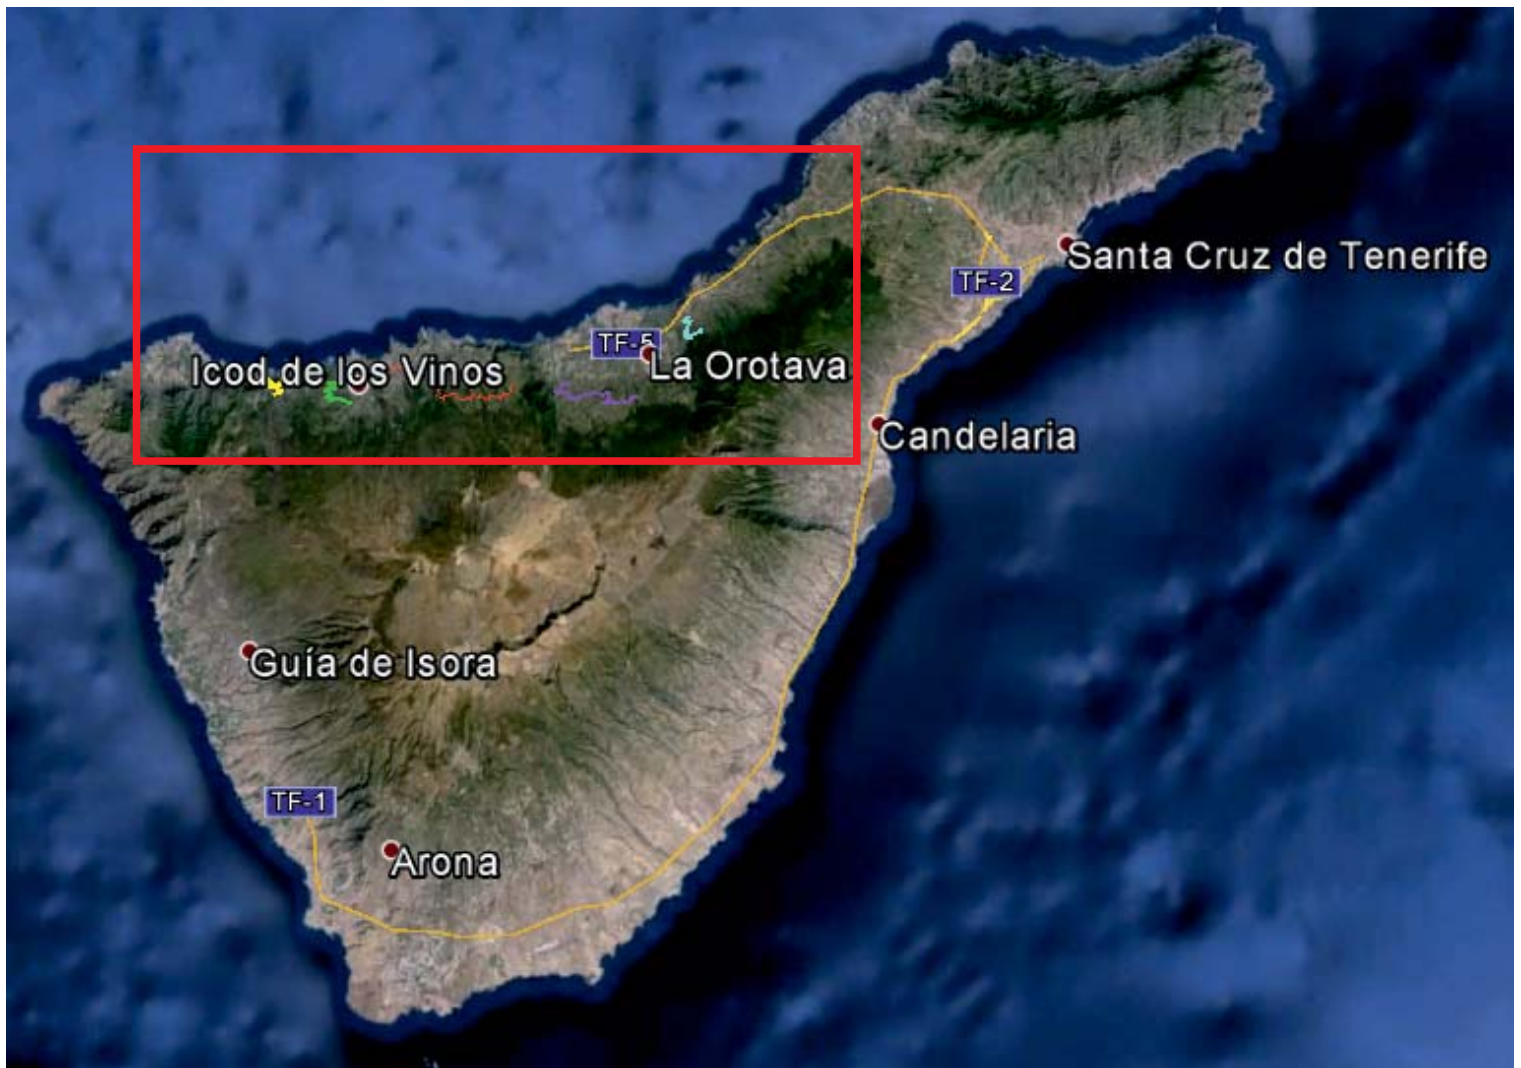 Santa Cruz de Tenerife
TF-2
TF-5
La Orotava
Icod de los Vinos
Candelaria
Guía de Isora
TF-1
Arona